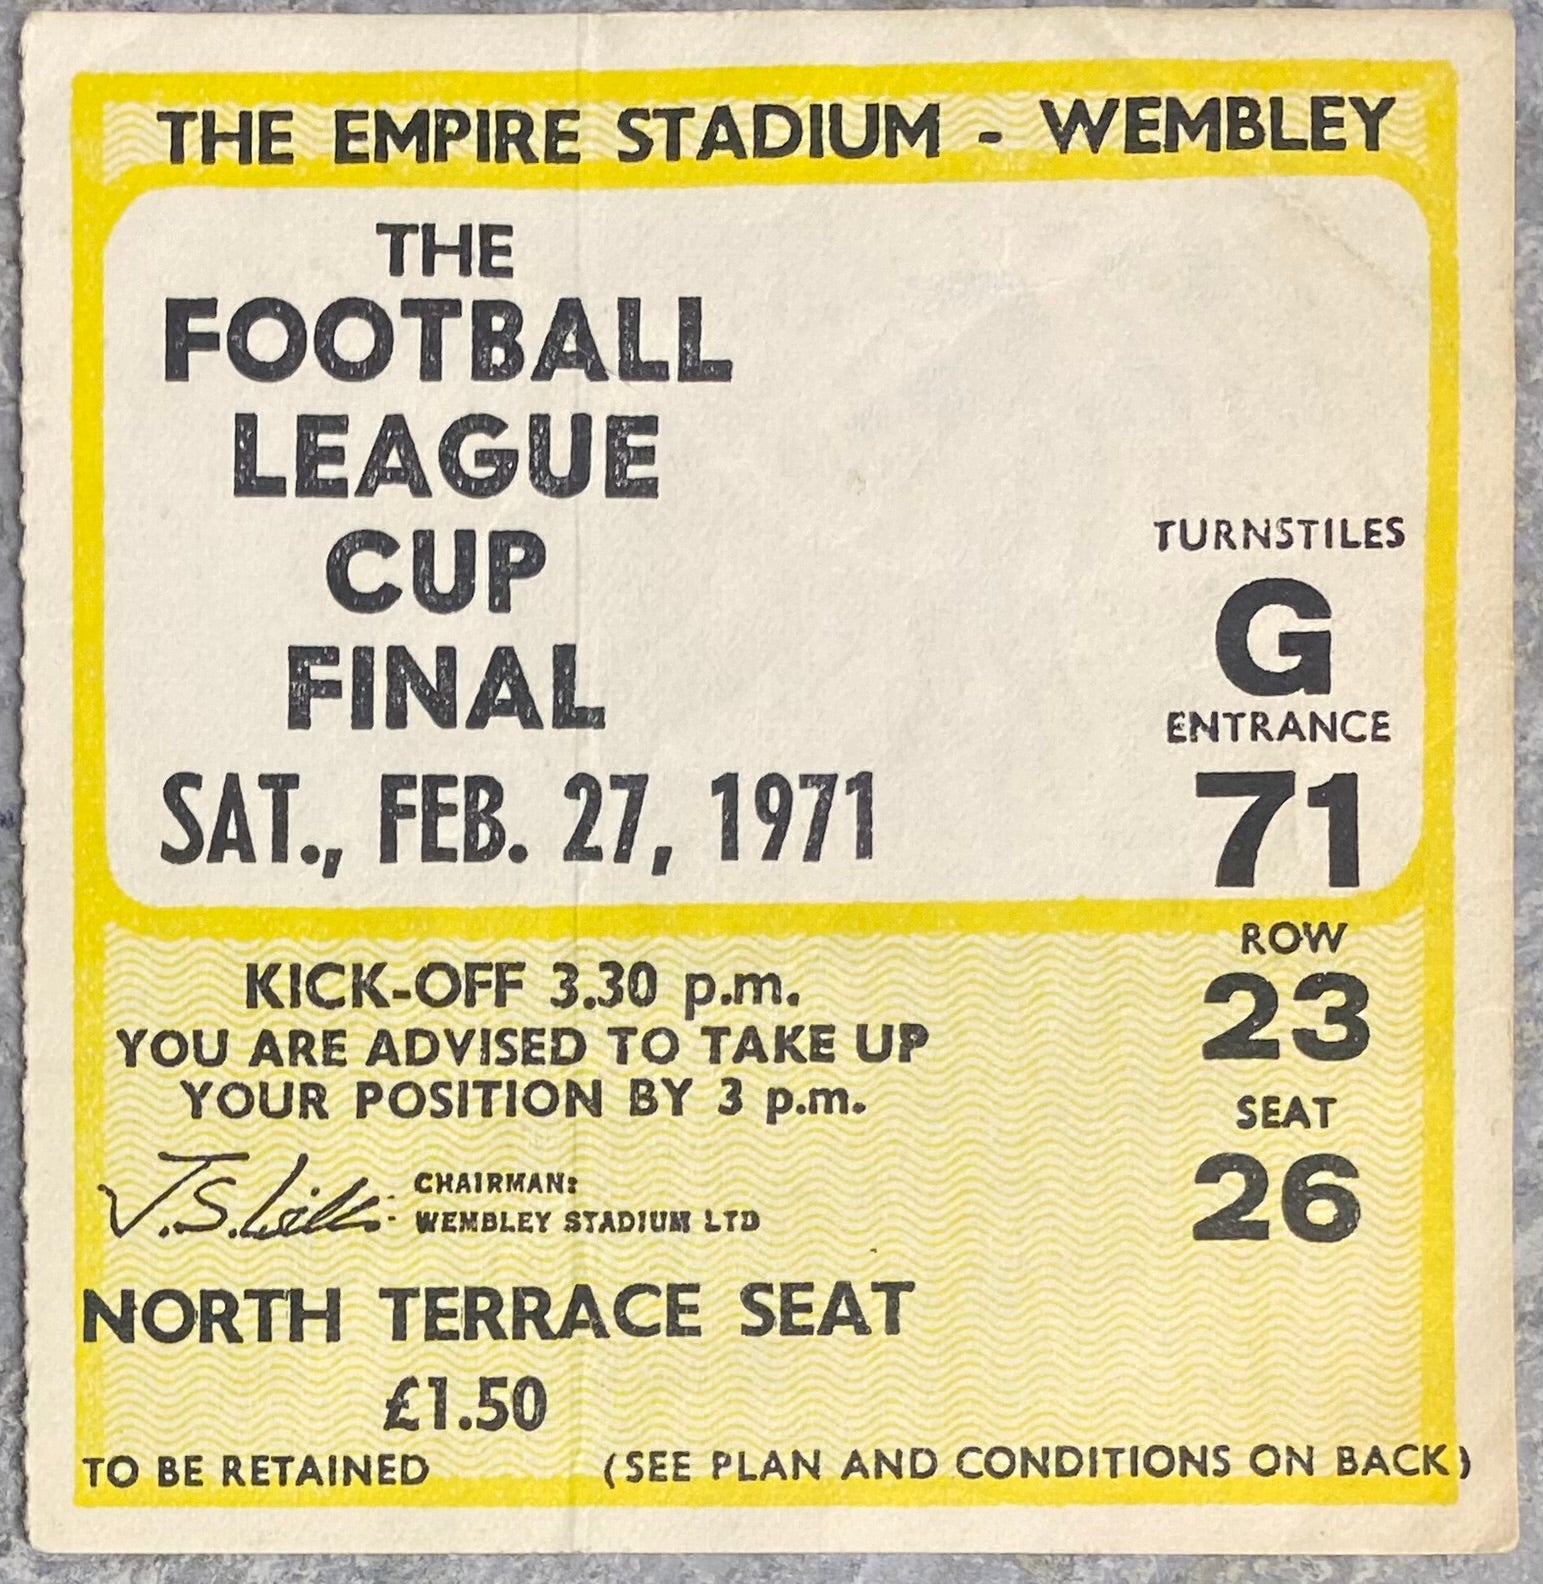 THE EMPIRE STADIUM - WEMBLEY
THE
FOOTBALL
LEAGUE
CUP
FINAL
SAT., FEB. 27, 1971
TURNSTILES
G
ENTRANCE
71
ROW
23
SEAT
26
KICK-OFF 3.30 p.m.
YOU ARE ADVISED TO TAKE UP
YOUR POSITION BY 3 p.m.
CHAIRMAN:
J.S. WEMBLEY STADIUM LTD
NORTH TERRACE SEAT
£1.50
TO BE RETAINED (SEE PLAN AND CONDITIONS ON BACK)